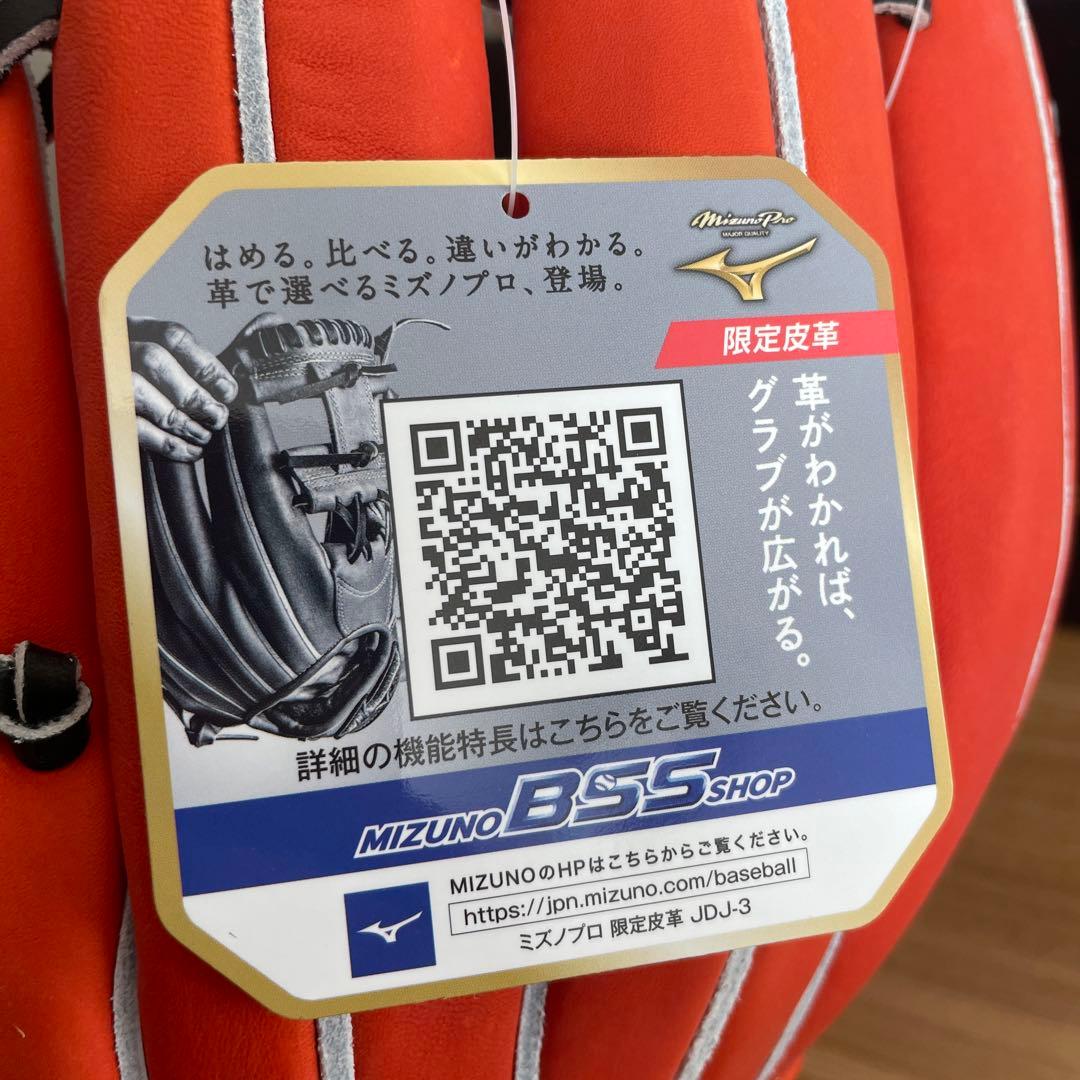 はめる。比べる。違いがわかる。
革で選べるミズノプロ、登場。
Mizuno Pro
MAJOR QUALITY
限定皮革
革がわかれば、
グラブが広がる。
詳細の機能特長はこちらをご覧ください。
MIZUNO BSS SHOP
MIZUNOのHPはこちらからご覧ください。
https://jpn.mizuno.com/baseball
ミズノプロ 限定皮革 JDJ-3